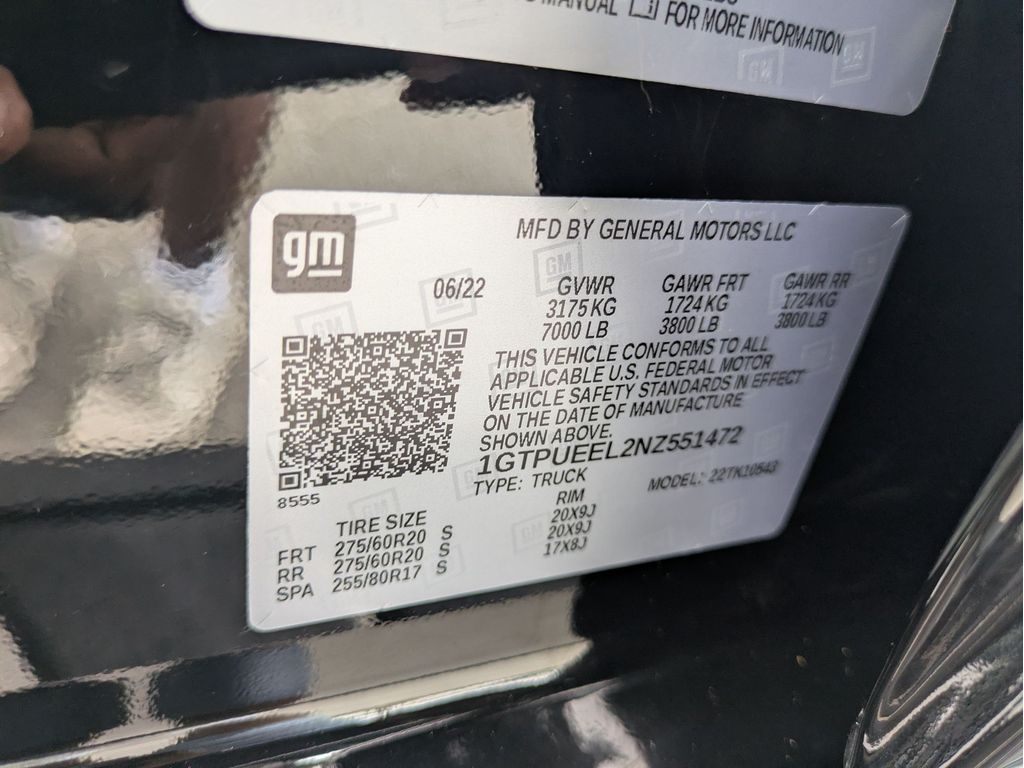 MANUAL FOR MORE INFORMATION
gm
MFD BY GENERAL MOTORS LLC
06/22
GVWR GAWR FRT GAWR RR
3175 KG 1724 KG 1724 KG
7000 LB 3800 LB 3800 LB
THIS VEHICLE CONFORMS TO ALL
APPLICABLE U.S. FEDERAL MOTOR
VEHICLE SAFETY STANDARDS IN EFFECT
ON THE DATE OF MANUFACTURE
SHOWN ABOVE.
1GTPUEEL2NZ551472
TYPE: TRUCK MODEL: 22TK10543
8555
TIRE SIZE RIM
FRT 275/60R20 S 20X9J
RR 275/60R20 S 20X9J
SPA 255/80R17 S 17X8J